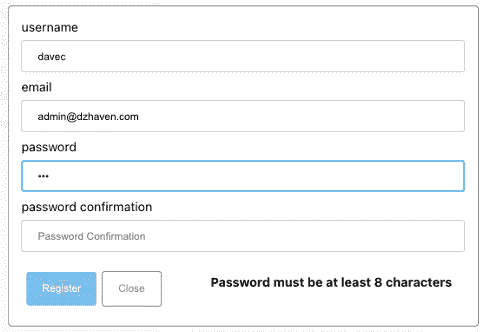 username
davec
email
admin@dzhaven.com
password
•••
password confirmation
Password Confirmation
Register Close Password must be at least 8 characters